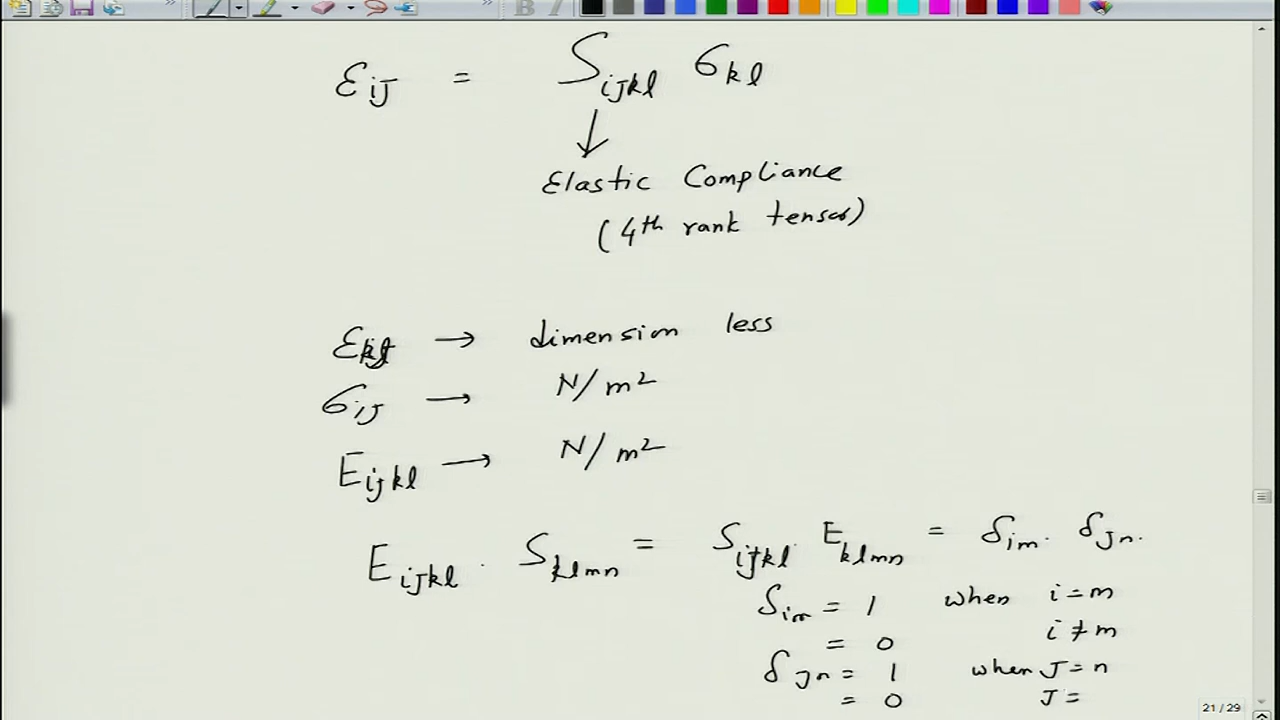 εij = Sijkl σkl
↓
Elastic Compliance
(4th rank tensor)
→ dimension less
σij → N/m²
Eijkl → N/m²
Eijkl . Sklmn = Sijkl . Eklmn = δim . δjn .
δim = 1 when i = m
= 0 i ≠ m
δjn = 1 when j = n
= 0 j =
21 / 29